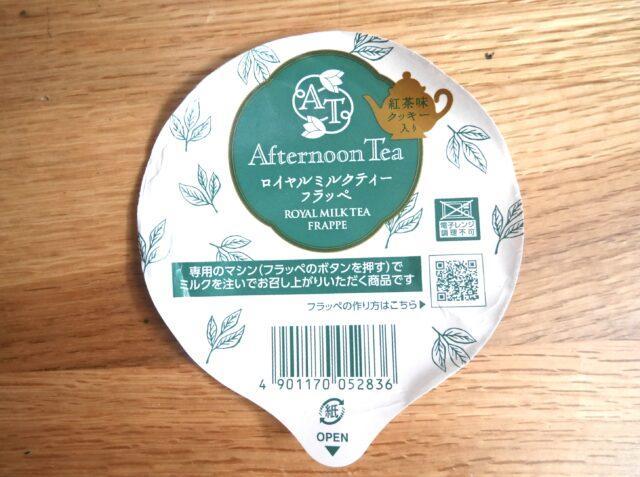 AT
紅茶味
クッキー
入り
Afternoon Tea
ロイヤルミルクティー
フラッペ
ROYAL MILK TEA
FRAPPE
電子レンジ
調理不可
専用のマシン(フラッペのボタンを押す)で
ミルクを注いでお召し上がりいただく商品です
フラッペの作り方はこちら▶
4 901170 052836
紙
OPEN
▼